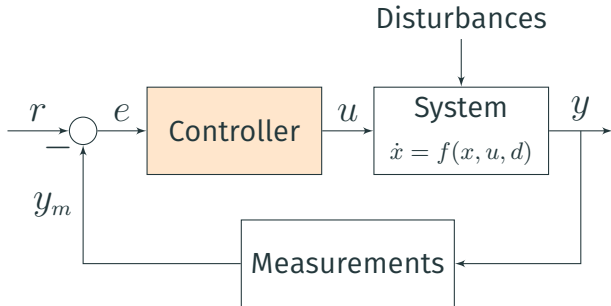 Disturbances
r
e
Controller
u
System
ẋ = f(x, u, d)
y
−
y_m
Measurements